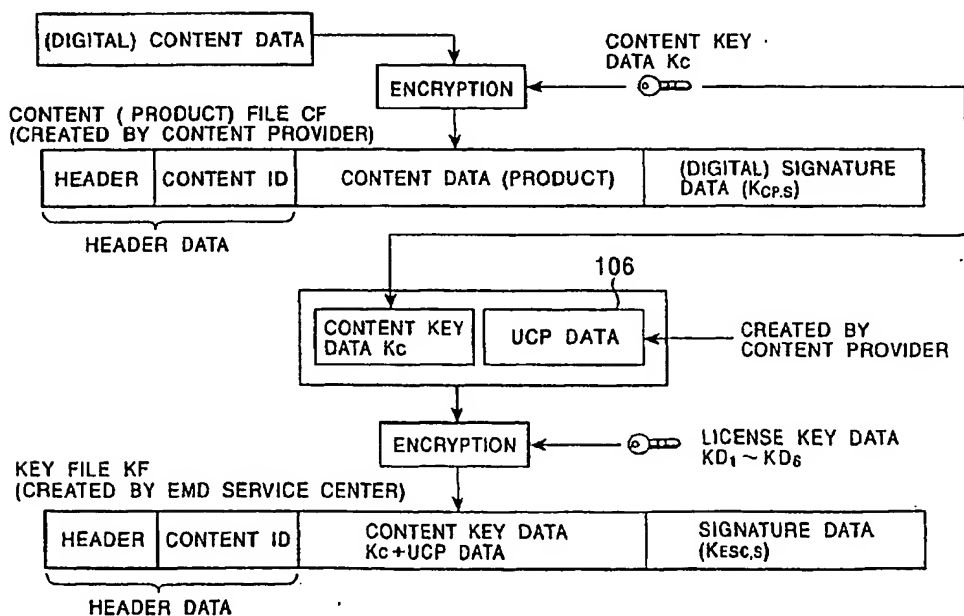 (DIGITAL) CONTENT DATA
CONTENT KEY
DATA Kc
ENCRYPTION
CONTENT ( PRODUCT) FILE CF
(CREATED BY CONTENT PROVIDER)
HEADER
CONTENT ID
CONTENT DATA (PRODUCT)
(DIGITAL) SIGNATURE
DATA (KCP,S)
HEADER DATA
106
CONTENT KEY
DATA Kc
UCP DATA
CREATED BY
CONTENT PROVIDER
ENCRYPTION
LICENSE KEY DATA
KD1 ~ KD6
KEY FILE KF
(CREATED BY EMD SERVICE CENTER)
HEADER
CONTENT ID
CONTENT KEY DATA
Kc+UCP DATA
SIGNATURE DATA
(KESC,S)
HEADER DATA